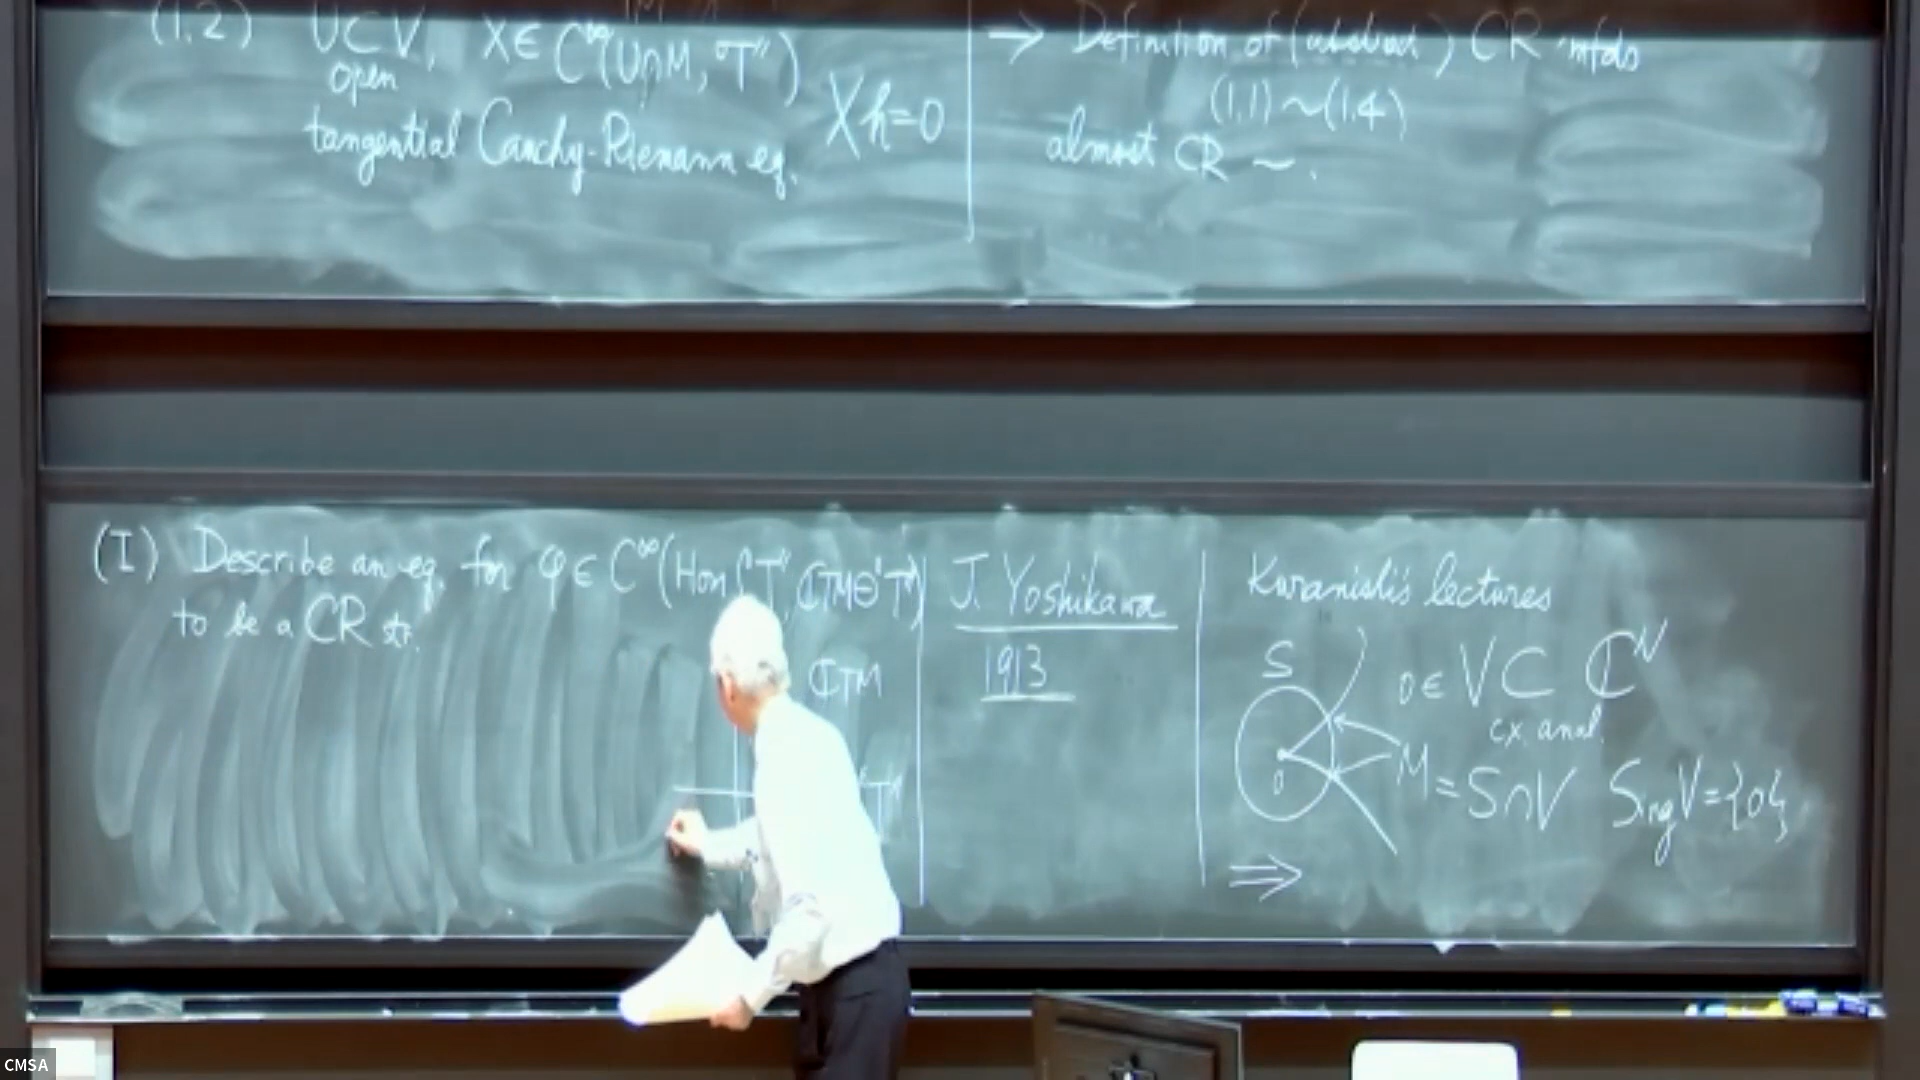 (1.2) U⊂V, X∈C^∞(U∩M, °T″)
open
tangential Cauchy-Riemann eq. Xh=0
⇒ Definition of (abstract) CR mfds
(1.1)~(1.4)
almost CR ~.
(I) Describe an eq. for φ∈C^∞(Hom(°T″, ℂTM⊖°T″)
to be a CR str.
ℂTM
J. Yoshikawa
1913
Kuranishi's lectures
S
0
0∈V⊂ℂ^N
cx. anal.
M=S∩V Sing V={0}.
⇒
CMSA